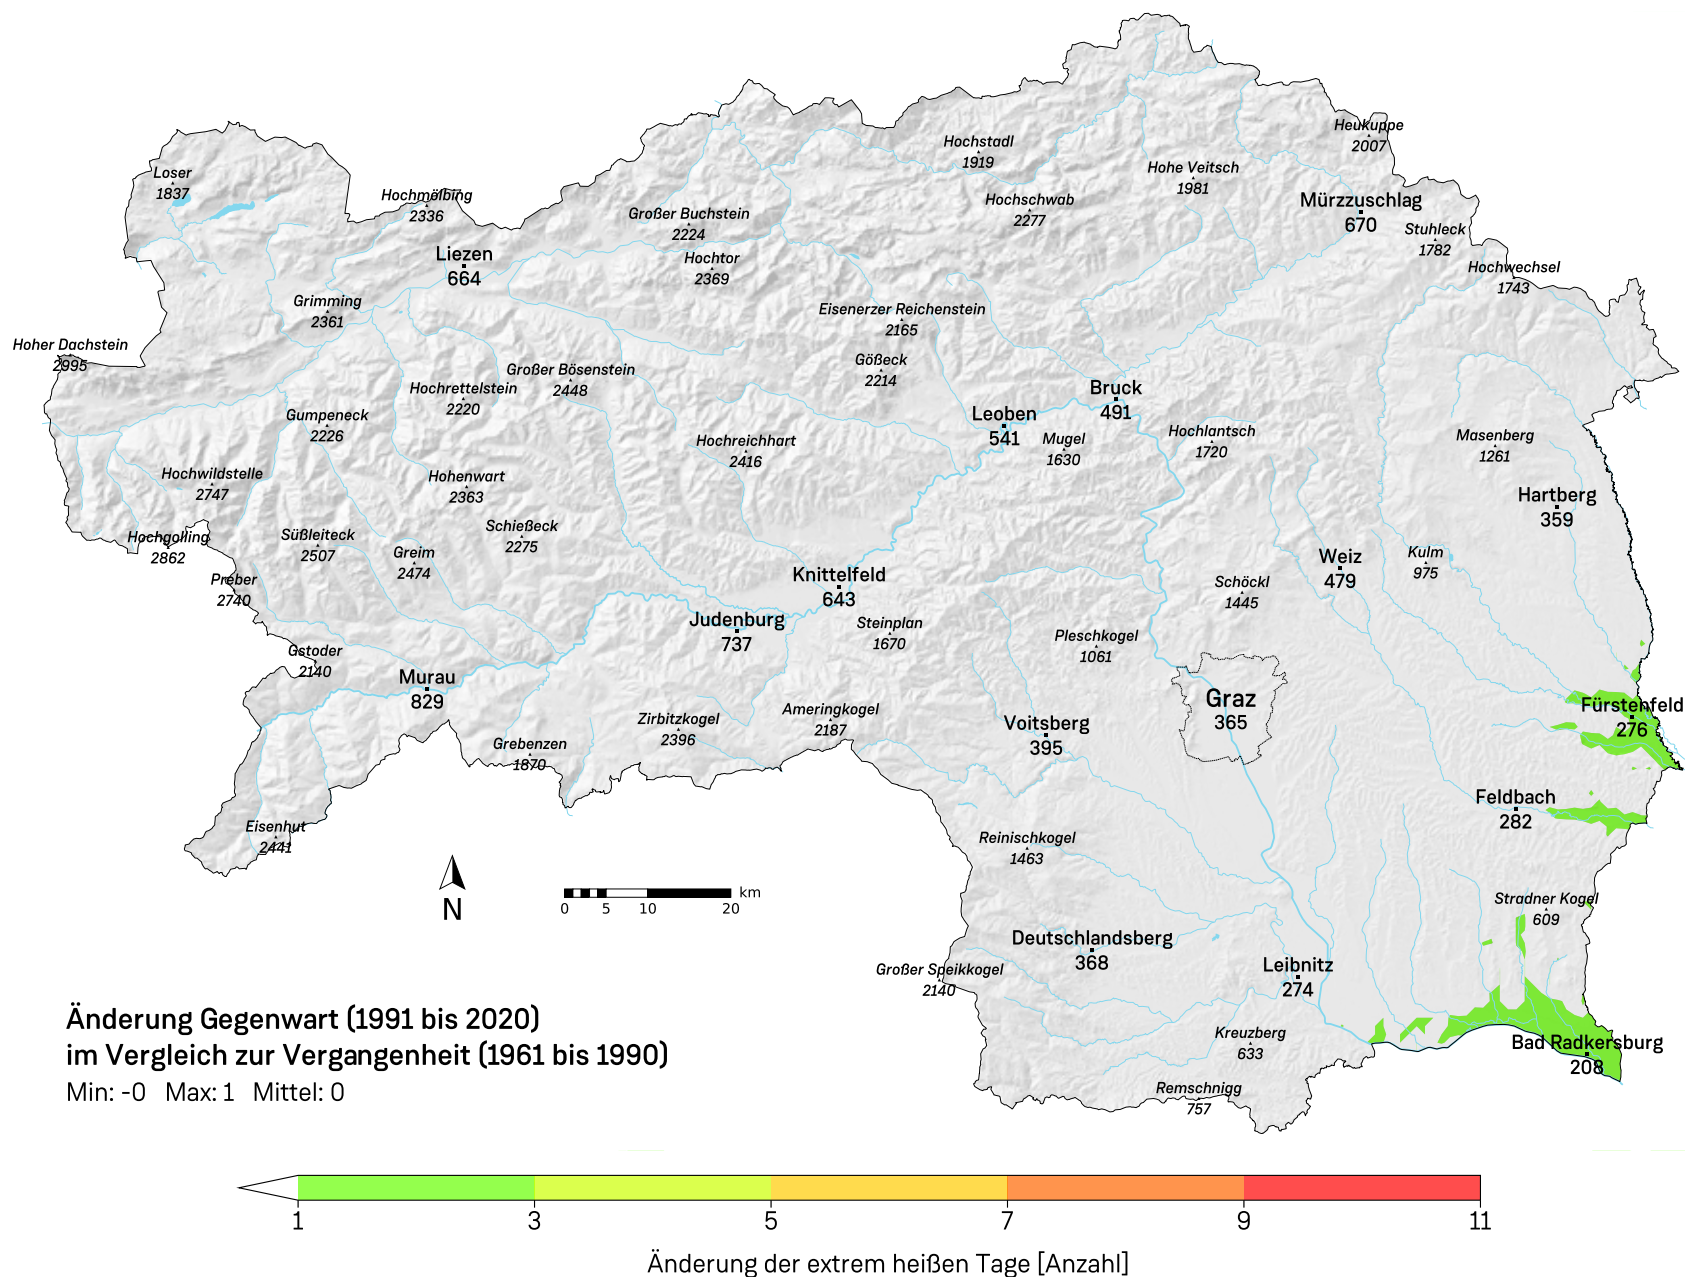 Heukuppe
2007
Hochstadl
1919
Hohe Veitsch
1981
Loser
1837
Hochmölbing
2336
Hochschwab
2277
Mürzzuschlag
670
Großer Buchstein
2224
Stuhleck
1782
Liezen
664
Hochtor
2369
Hochwechsel
1743
Grimming
2361
Eisenerzer Reichenstein
2165
Hoher Dachstein
2995
Gößeck
2214
Großer Bösenstein
2448
Hochrettelstein
2220
Bruck
491
Gumpeneck
2226
Leoben
541
Mugel
1630
Hochlantsch
1720
Hochreichhart
2416
Masenberg
1261
Hochwildstelle
2747
Hohenwart
2363
Hartberg
359
Schießeck
2275
Hochgolling
2862
Süßleiteck
2507
Greim
2474
Weiz
479
Kulm
975
Preber
2740
Knittelfeld
643
Schöckl
1445
Judenburg
737
Steinplan
1670
Pleschkogel
1061
Gstoder
2140
Murau
829
Graz
365
Fürstenfeld
276
Zirbitzkogel
2396
Ameringkogel
2187
Voitsberg
395
Grebenzen
1870
Feldbach
282
Eisenhut
2441
Reinischkogel
1463
N
km
0 5 10 20
Stradner Kogel
609
Deutschlandsberg
368
Großer Speikkogel
2140
Leibnitz
274
Kreuzberg
633
Bad Radkersburg
208
Remschnigg
757
Änderung Gegenwart (1991 bis 2020)
im Vergleich zur Vergangenheit (1961 bis 1990)
Min: -0 Max: 1 Mittel: 0
1 3 5 7 9 11
Änderung der extrem heißen Tage [Anzahl]